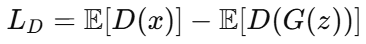 L_D = 𝔼[D(x)] − 𝔼[D(G(z))]